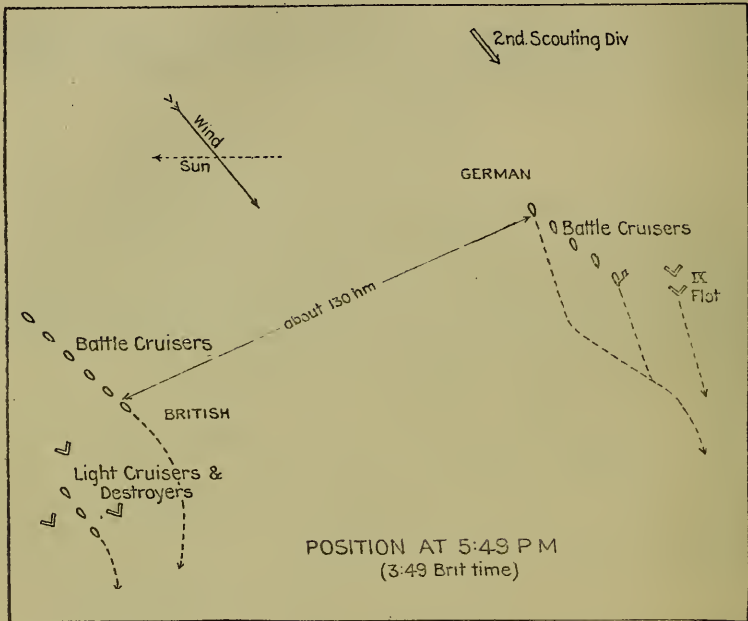 2nd. Scouting Div
Wind
Sun
GERMAN
Battle Cruisers
IX
Flot
about 130 hm
Battle Cruisers
BRITISH
Light Cruisers &
Destroyers
POSITION AT 5:49 PM
(3:49 Brit time)